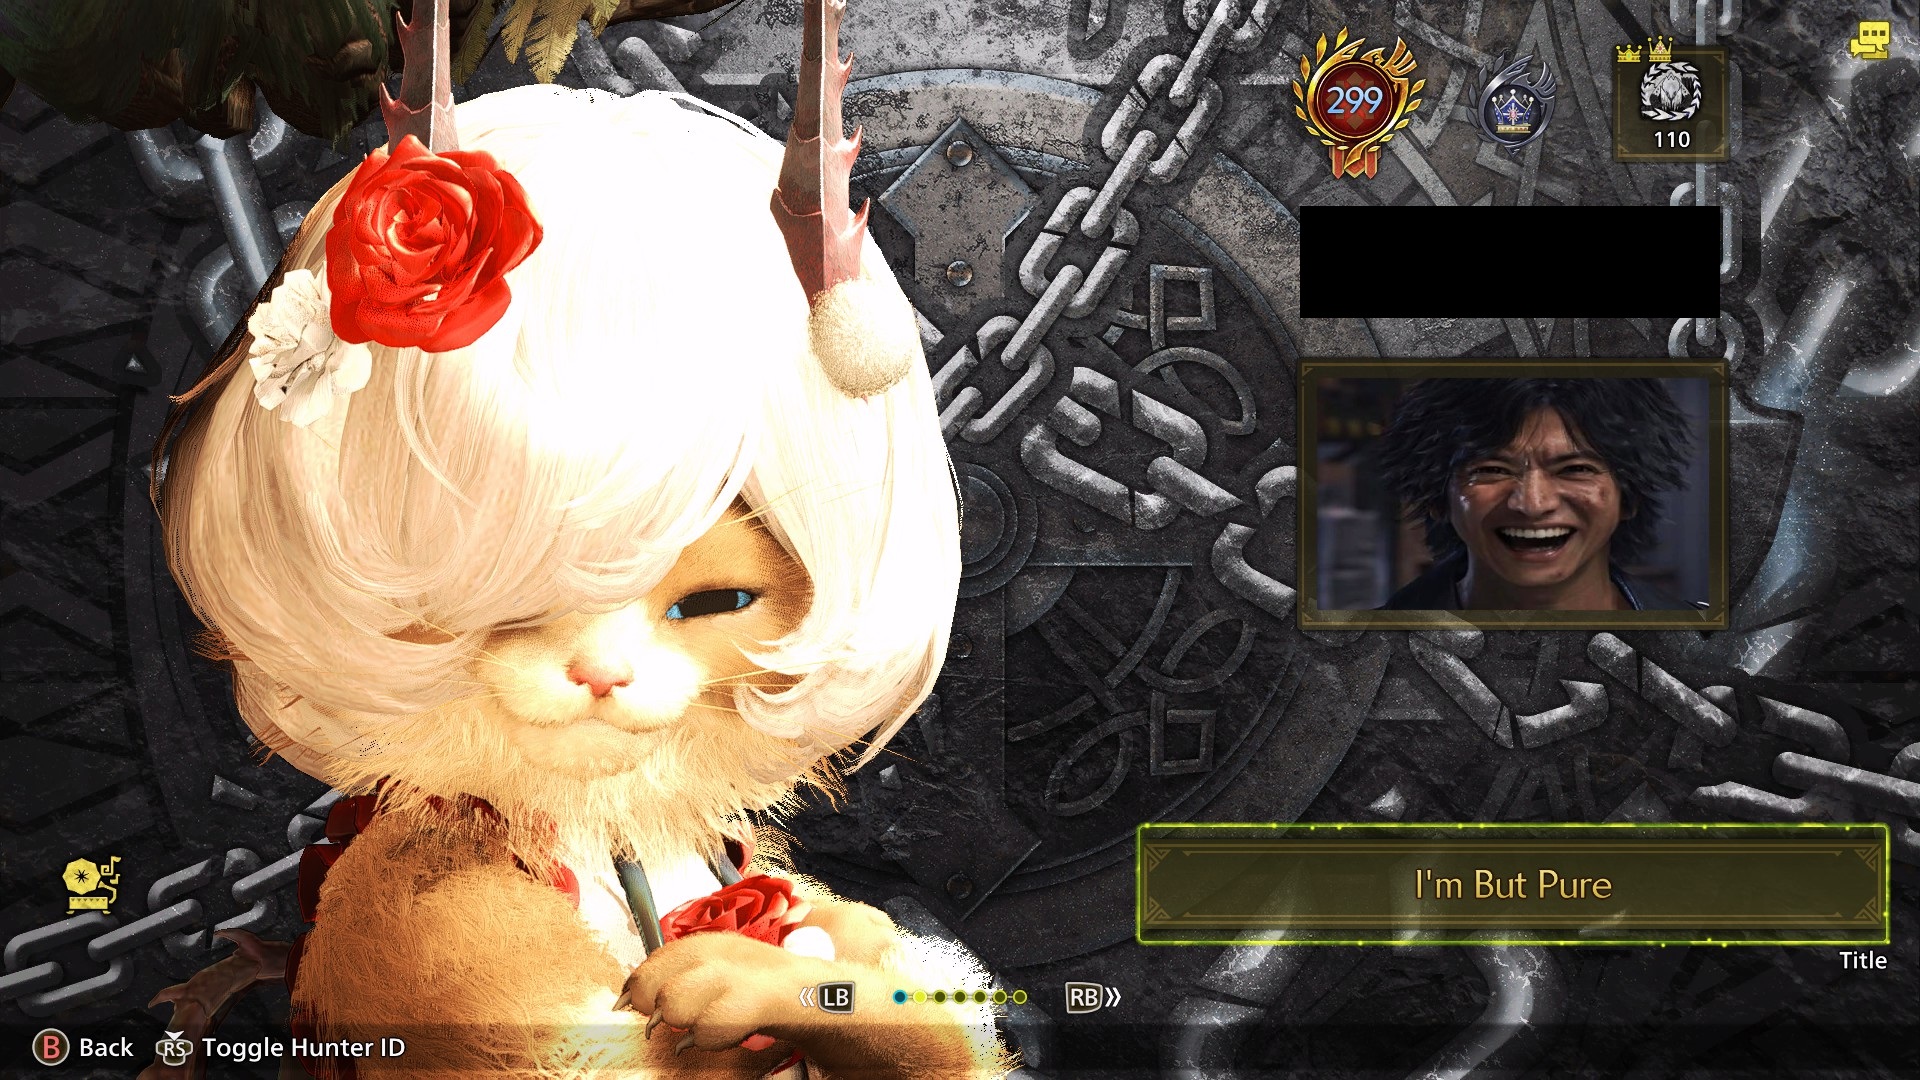 299
110
I'm But Pure
Title
LB
RB
B Back
RS Toggle Hunter ID